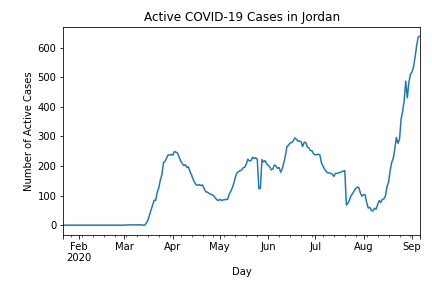 Active COVID-19 Cases in Jordan
Number of Active Cases
600
500
400
300
200
100
0
Feb
2020
Mar
Apr
May
Jun
Jul
Aug
Sep
Day